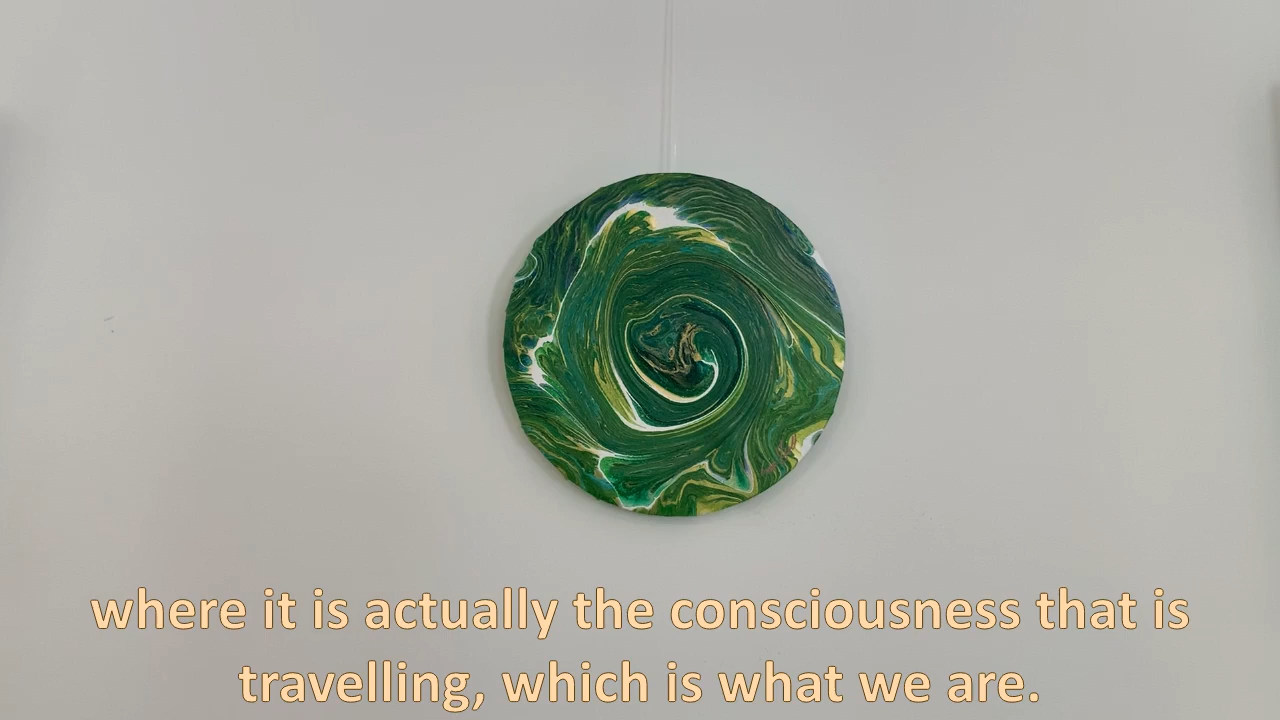 where it is actually the consciousness that is
travelling, which is what we are.